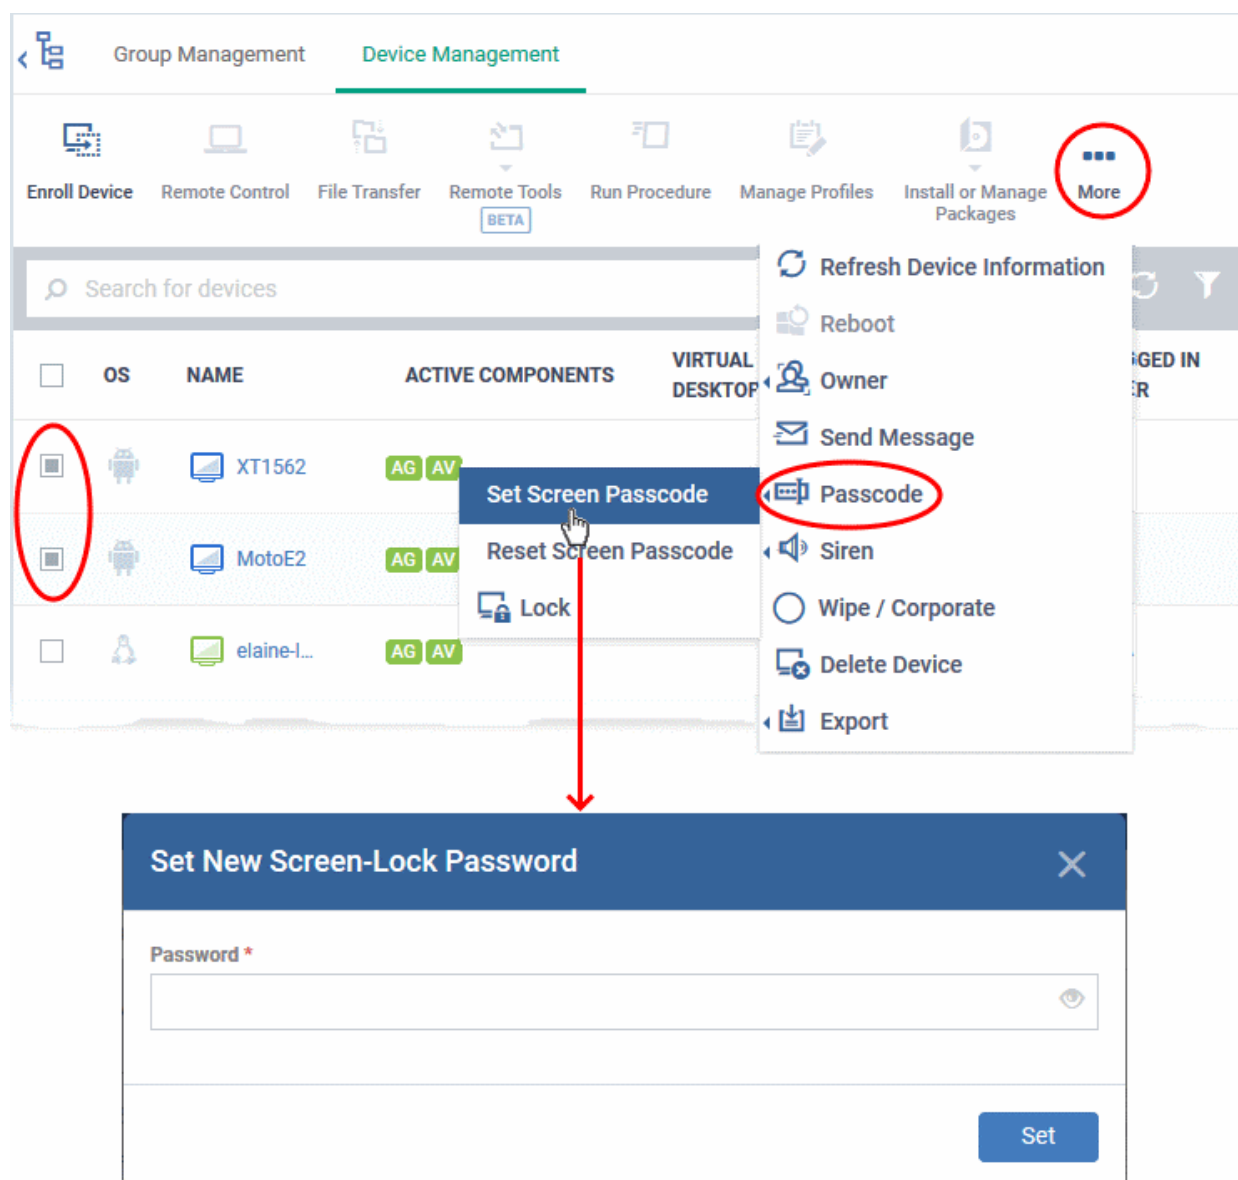 Group Management Device Management
Enroll Device Remote Control File Transfer Remote Tools Run Procedure Manage Profiles Install or Manage More
BETA Packages
Search for devices
Refresh Device Information
Reboot
Owner
Send Message
Passcode
Siren
Wipe / Corporate
Delete Device
Export
OS NAME ACTIVE COMPONENTS VIRTUAL GED IN
DESKTOP ER
XT1562 AG AV
MotoE2 AG AV
elaine-l... AG AV
Set Screen Passcode
Reset Screen Passcode
Lock
Set New Screen-Lock Password
Password *
Set